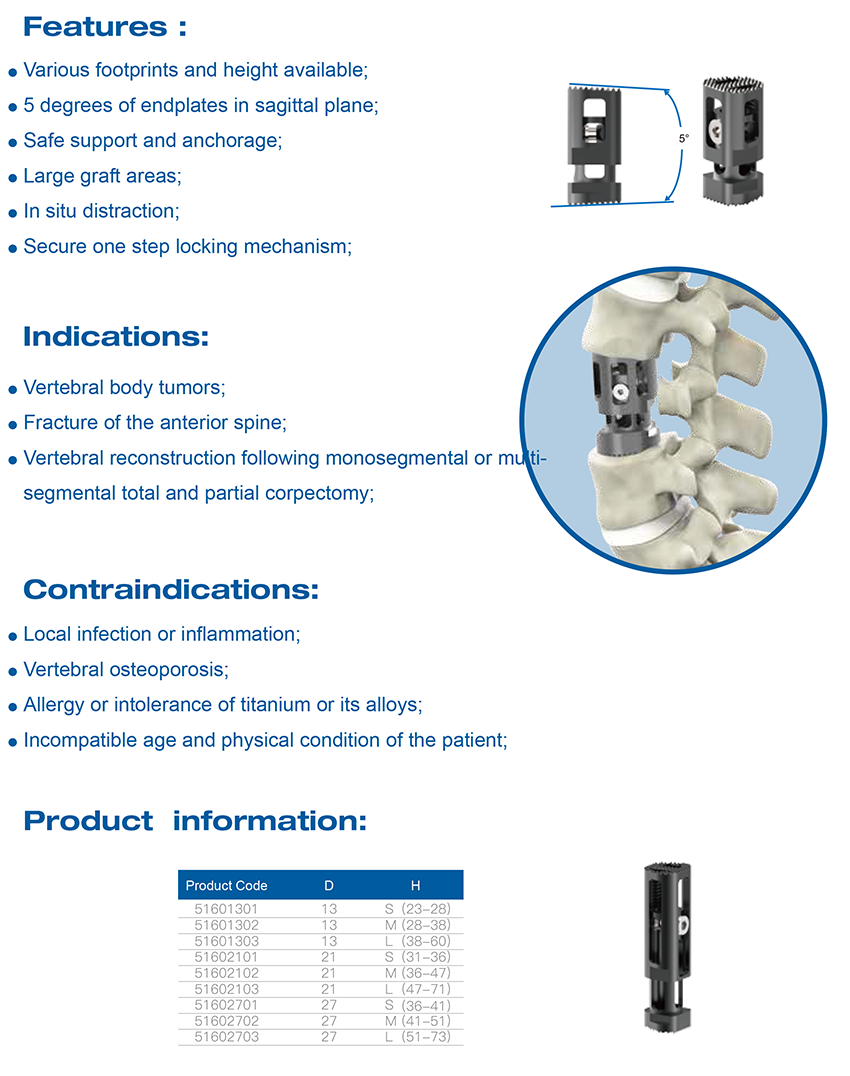 Features :
● Various footprints and height available;
● 5 degrees of endplates in sagittal plane;
● Safe support and anchorage;
● Large graft areas;
● In situ distraction;
● Secure one step locking mechanism;
5°
Indications:
● Vertebral body tumors;
● Fracture of the anterior spine;
● Vertebral reconstruction following monosegmental or multi-
segmental total and partial corpectomy;
Contraindications:
● Local infection or inflammation;
● Vertebral osteoporosis;
● Allergy or intolerance of titanium or its alloys;
● Incompatible age and physical condition of the patient;
Product information:
Product Code D H
51601301 13 S (23-28)
51601302 13 M (28-38)
51601303 13 L (38-60)
51602101 21 S (31-36)
51602102 21 M (36-47)
51602103 21 L (47-71)
51602701 27 S (36-41)
51602702 27 M (41-51)
51602703 27 L (51-73)